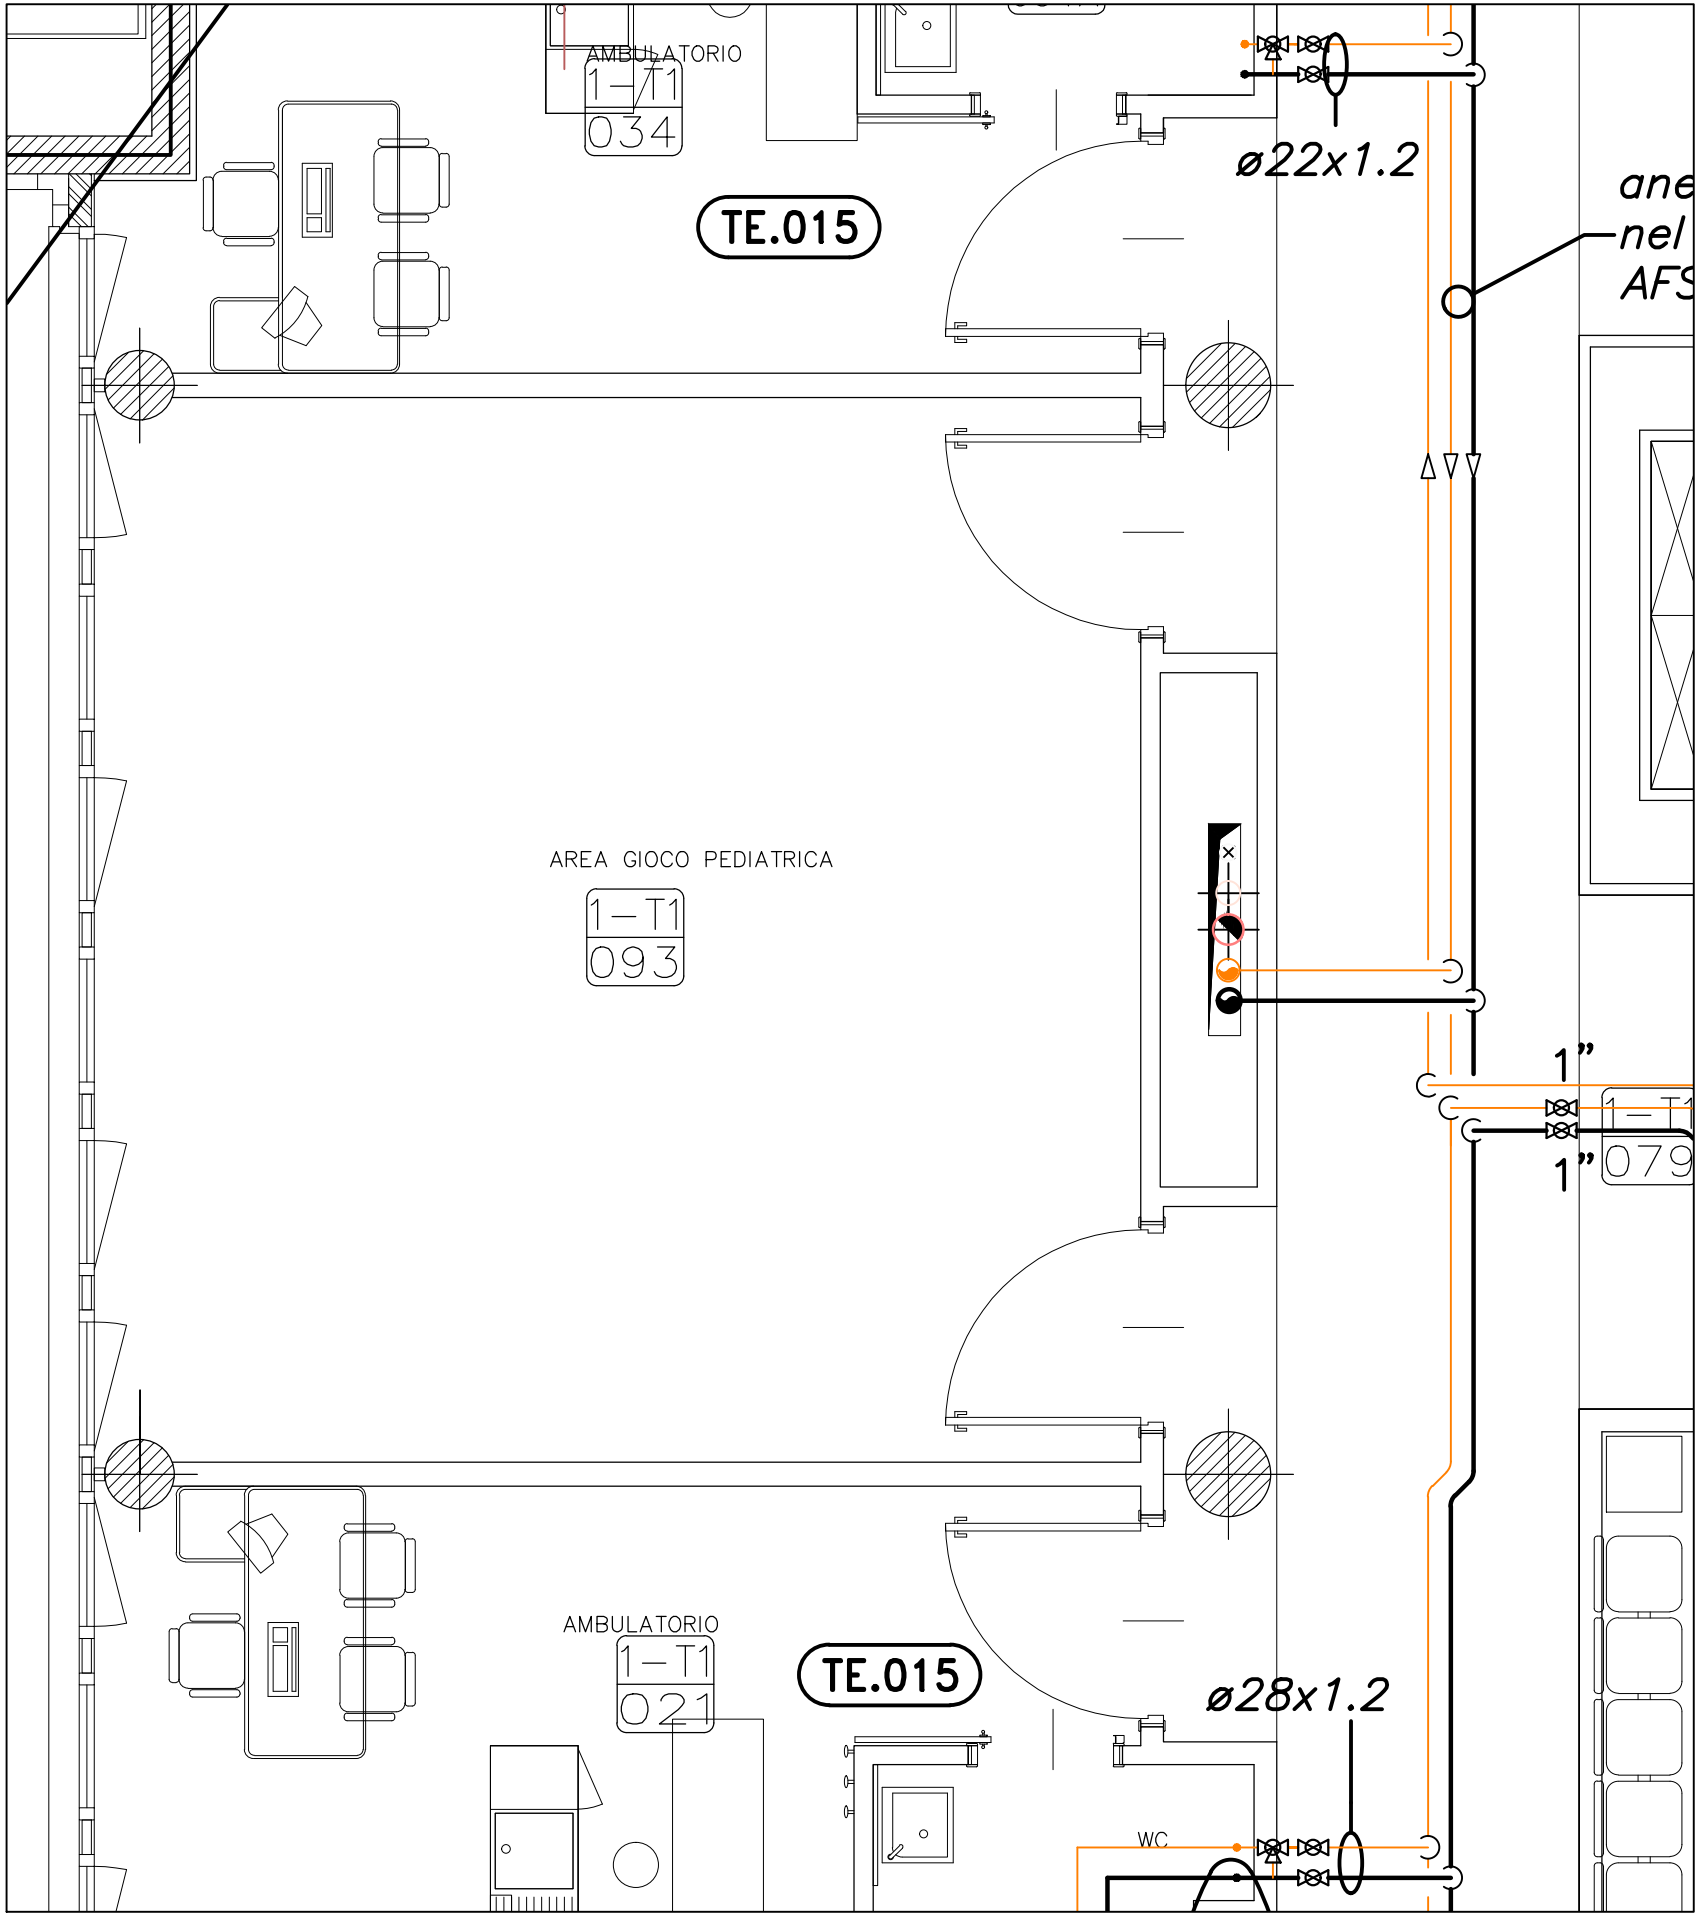 AMBULATORIO
1-T1
034
ø22x1.2
TE.015
nel
AREA GIOCO PEDIATRICA
1-T1
093
1”
1-T1
079
1”
AMBULATORIO
1-T1
021
TE.015
ø28x1.2
WC